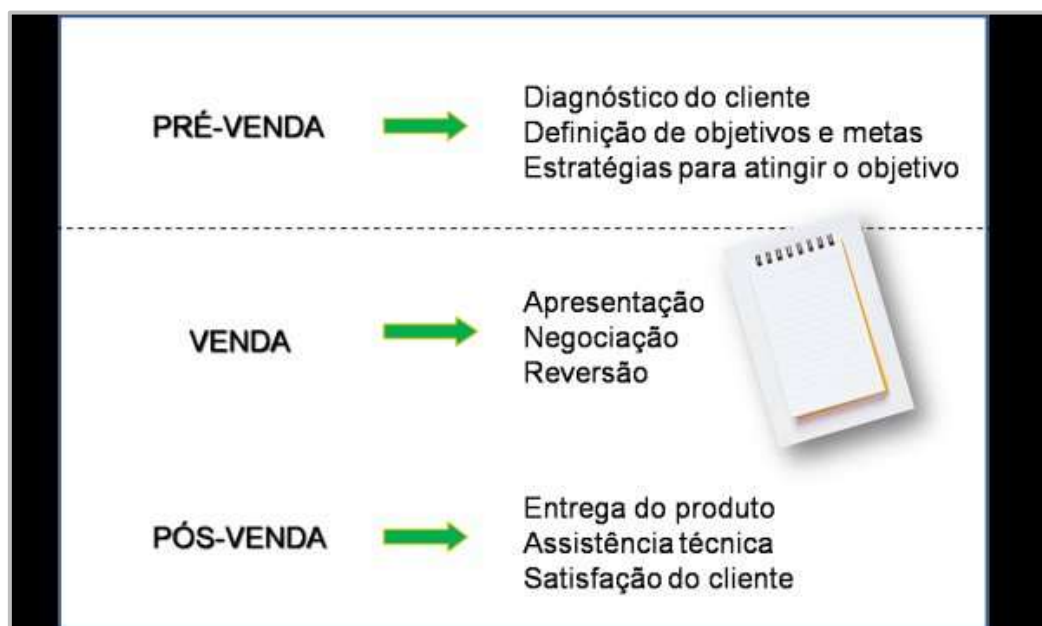 PRÉ-VENDA
Diagnóstico do cliente
Definição de objetivos e metas
Estratégias para atingir o objetivo
VENDA
Apresentação
Negociação
Reversão
PÓS-VENDA
Entrega do produto
Assistência técnica
Satisfação do cliente